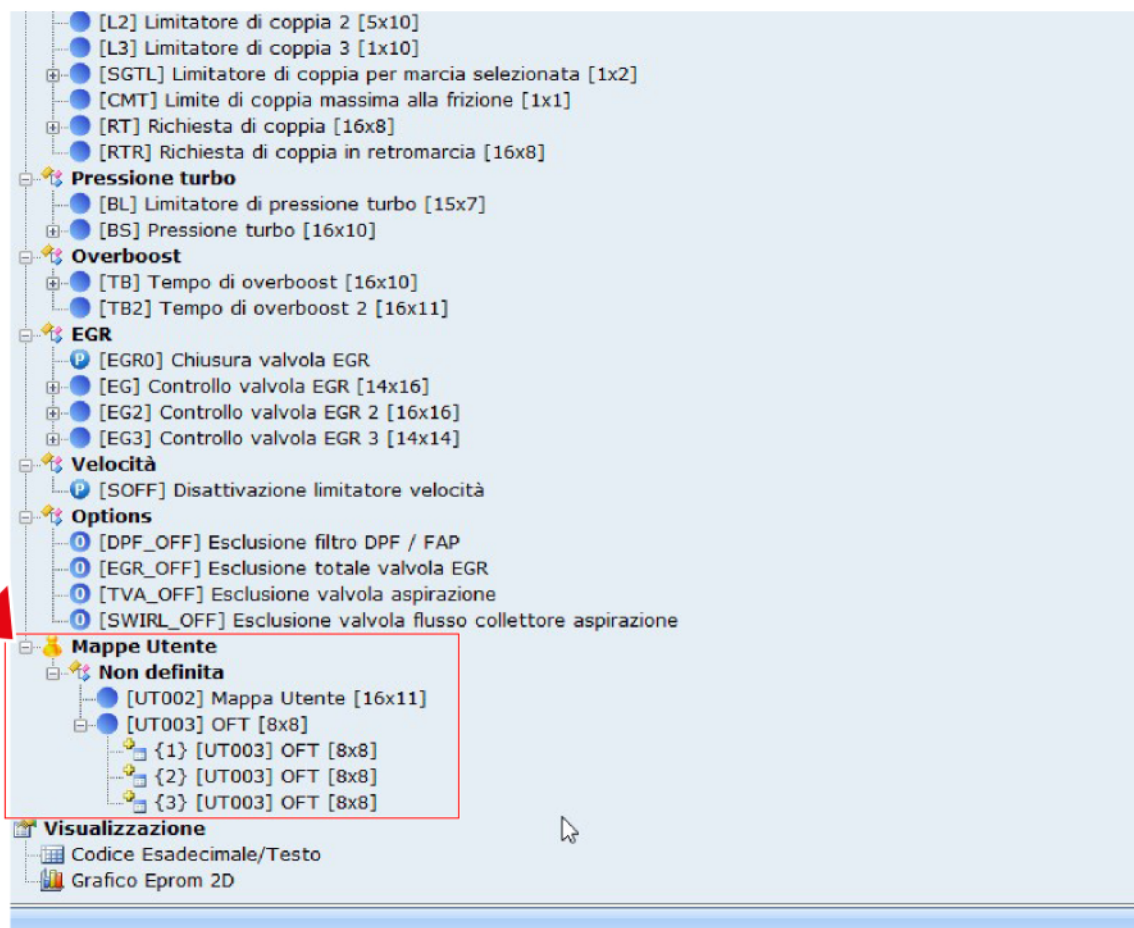 [L2] Limitatore di coppia 2 [5x10]
[L3] Limitatore di coppia 3 [1x10]
[SGTL] Limitatore di coppia per marcia selezionata [1x2]
[CMT] Limite di coppia massima alla frizione [1x1]
[RT] Richiesta di coppia [16x8]
[RTR] Richiesta di coppia in retromarcia [16x8]
Pressione turbo
[BL] Limitatore di pressione turbo [15x7]
[BS] Pressione turbo [16x10]
Overboost
[TB] Tempo di overboost [16x10]
[TB2] Tempo di overboost 2 [16x11]
EGR
P [EGR0] Chiusura valvola EGR
[EG] Controllo valvola EGR [14x16]
[EG2] Controllo valvola EGR 2 [16x16]
[EG3] Controllo valvola EGR 3 [14x14]
Velocità
P [SOFF] Disattivazione limitatore velocità
Options
O [DPF_OFF] Esclusione filtro DPF / FAP
O [EGR_OFF] Esclusione totale valvola EGR
O [TVA_OFF] Esclusione valvola aspirazione
O [SWIRL_OFF] Esclusione valvola flusso collettore aspirazione
Mappe Utente
Non definita
[UT002] Mappa Utente [16x11]
[UT003] OFT [8x8]
{1} [UT003] OFT [8x8]
{2} [UT003] OFT [8x8]
{3} [UT003] OFT [8x8]
Visualizzazione
Codice Esadecimale/Testo
Grafico Eprom 2D